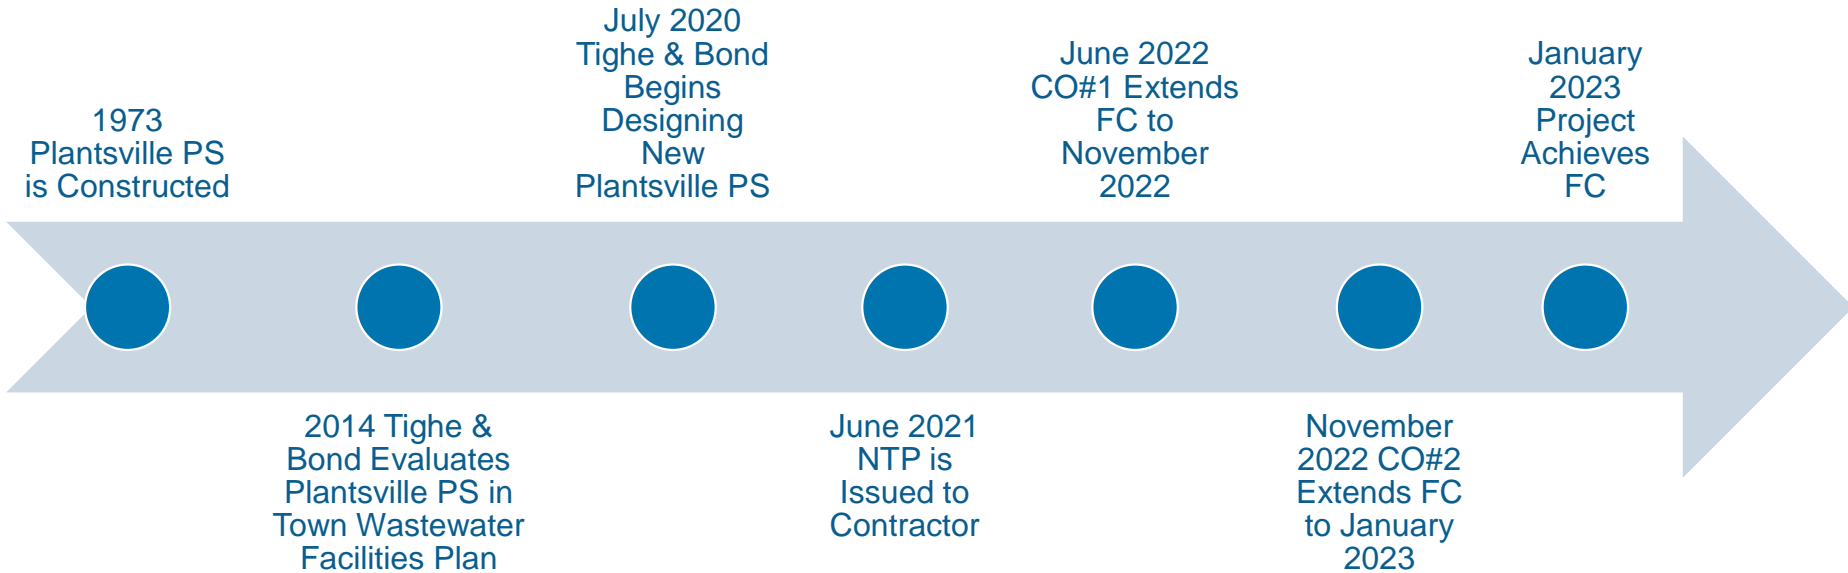 1973
Plantsville PS
is Constructed
2014 Tighe &
Bond Evaluates
Plantsville PS in
Town Wastewater
Facilities Plan
July 2020
Tighe & Bond
Begins
Designing
New
Plantsville PS
June 2021
NTP is
Issued to
Contractor
June 2022
CO#1 Extends
FC to
November
2022
November
2022 CO#2
Extends FC
to January
2023
January
2023
Project
Achieves
FC